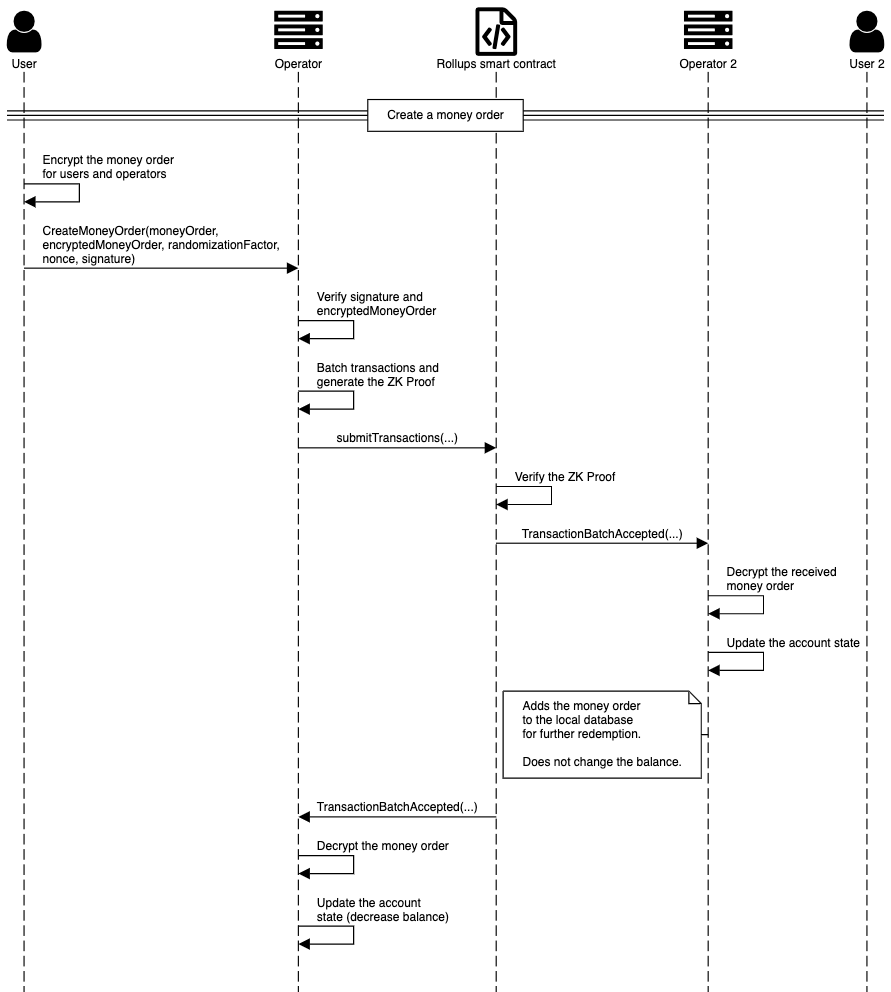 User
Operator
Rollups smart contract
Operator 2
User 2
Create a money order
Encrypt the money order
for users and operators
CreateMoneyOrder(moneyOrder,
encryptedMoneyOrder, randomizationFactor,
nonce, signature)
Verify signature and
encryptedMoneyOrder
Batch transactions and
generate the ZK Proof
submitTransactions(...)
Verify the ZK Proof
TransactionBatchAccepted(...)
Decrypt the received
money order
Update the account state
Adds the money order
to the local database
for further redemption.
Does not change the balance.
TransactionBatchAccepted(...)
Decrypt the money order
Update the account
state (decrease balance)